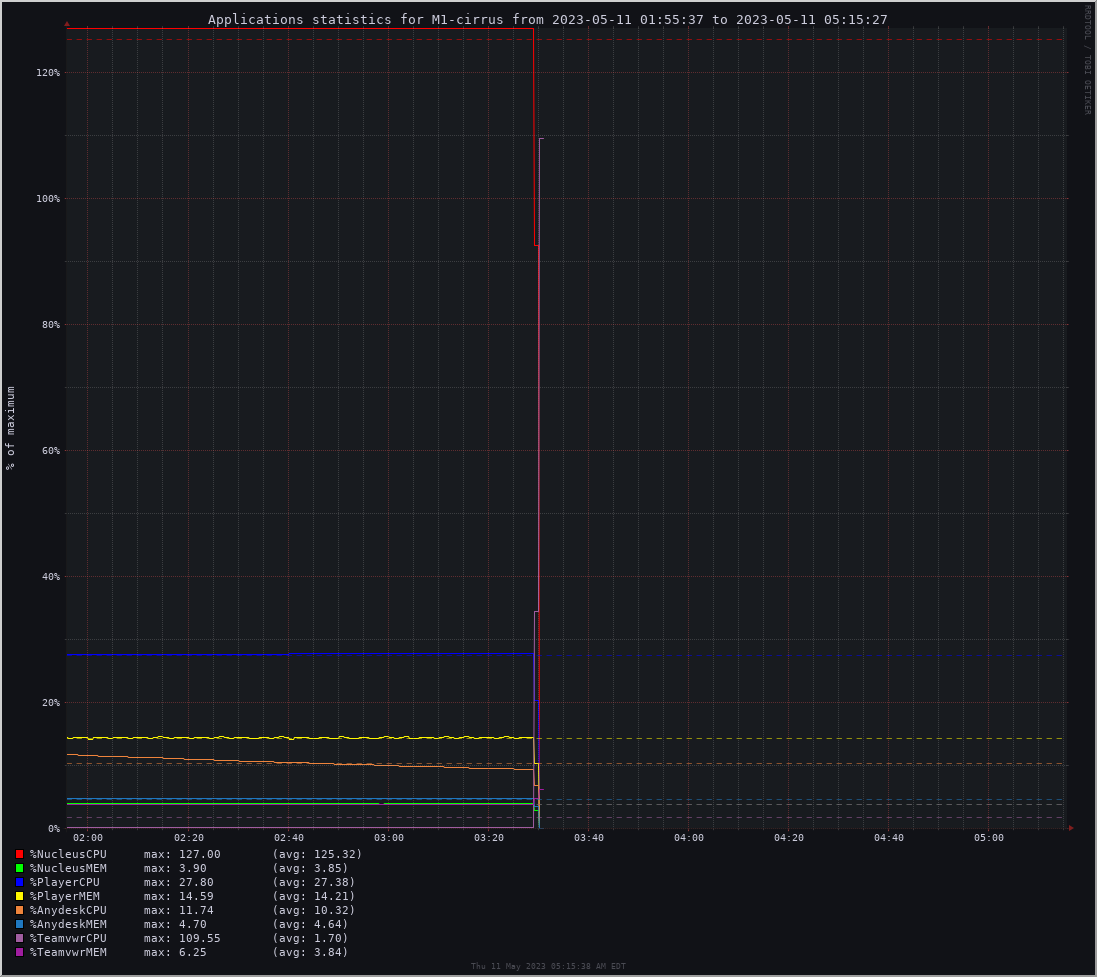 Applications statistics for M1-cirrus from 2023-05-11 01:55:37 to 2023-05-11 05:15:27
RRDTOOL / TOBI OETIKER
% of maximum
120%
100%
80%
60%
40%
20%
0%
02:00 02:20 02:40 03:00 03:20 03:40 04:00 04:20 04:40 05:00
%NucleusCPU max: 127.00 (avg: 125.32)
%NucleusMEM max: 3.90 (avg: 3.85)
%PlayerCPU max: 27.80 (avg: 27.38)
%PlayerMEM max: 14.59 (avg: 14.21)
%AnydeskCPU max: 11.74 (avg: 10.32)
%AnydeskMEM max: 4.70 (avg: 4.64)
%TeamvwrCPU max: 109.55 (avg: 1.70)
%TeamvwrMEM max: 6.25 (avg: 3.84)
Thu 11 May 2023 05:15:38 AM EDT